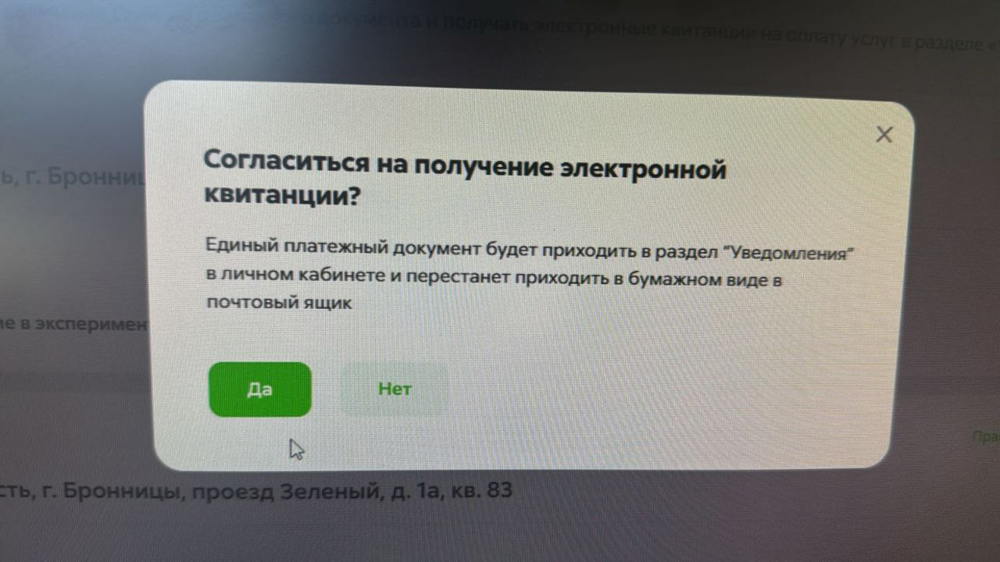 документа и получать электронные квитанции на оплату услуг в разделе «
ь, г. Бронниц
Согласиться на получение электронной
квитанции?
Единый платежный документ будет приходить в раздел "Уведомления"
в личном кабинете и перестанет приходить в бумажном виде в
почтовый ящик
ие в эксперимен
Да
Нет
Пра
сть, г. Бронницы, проезд Зеленый, д. 1а, кв. 83